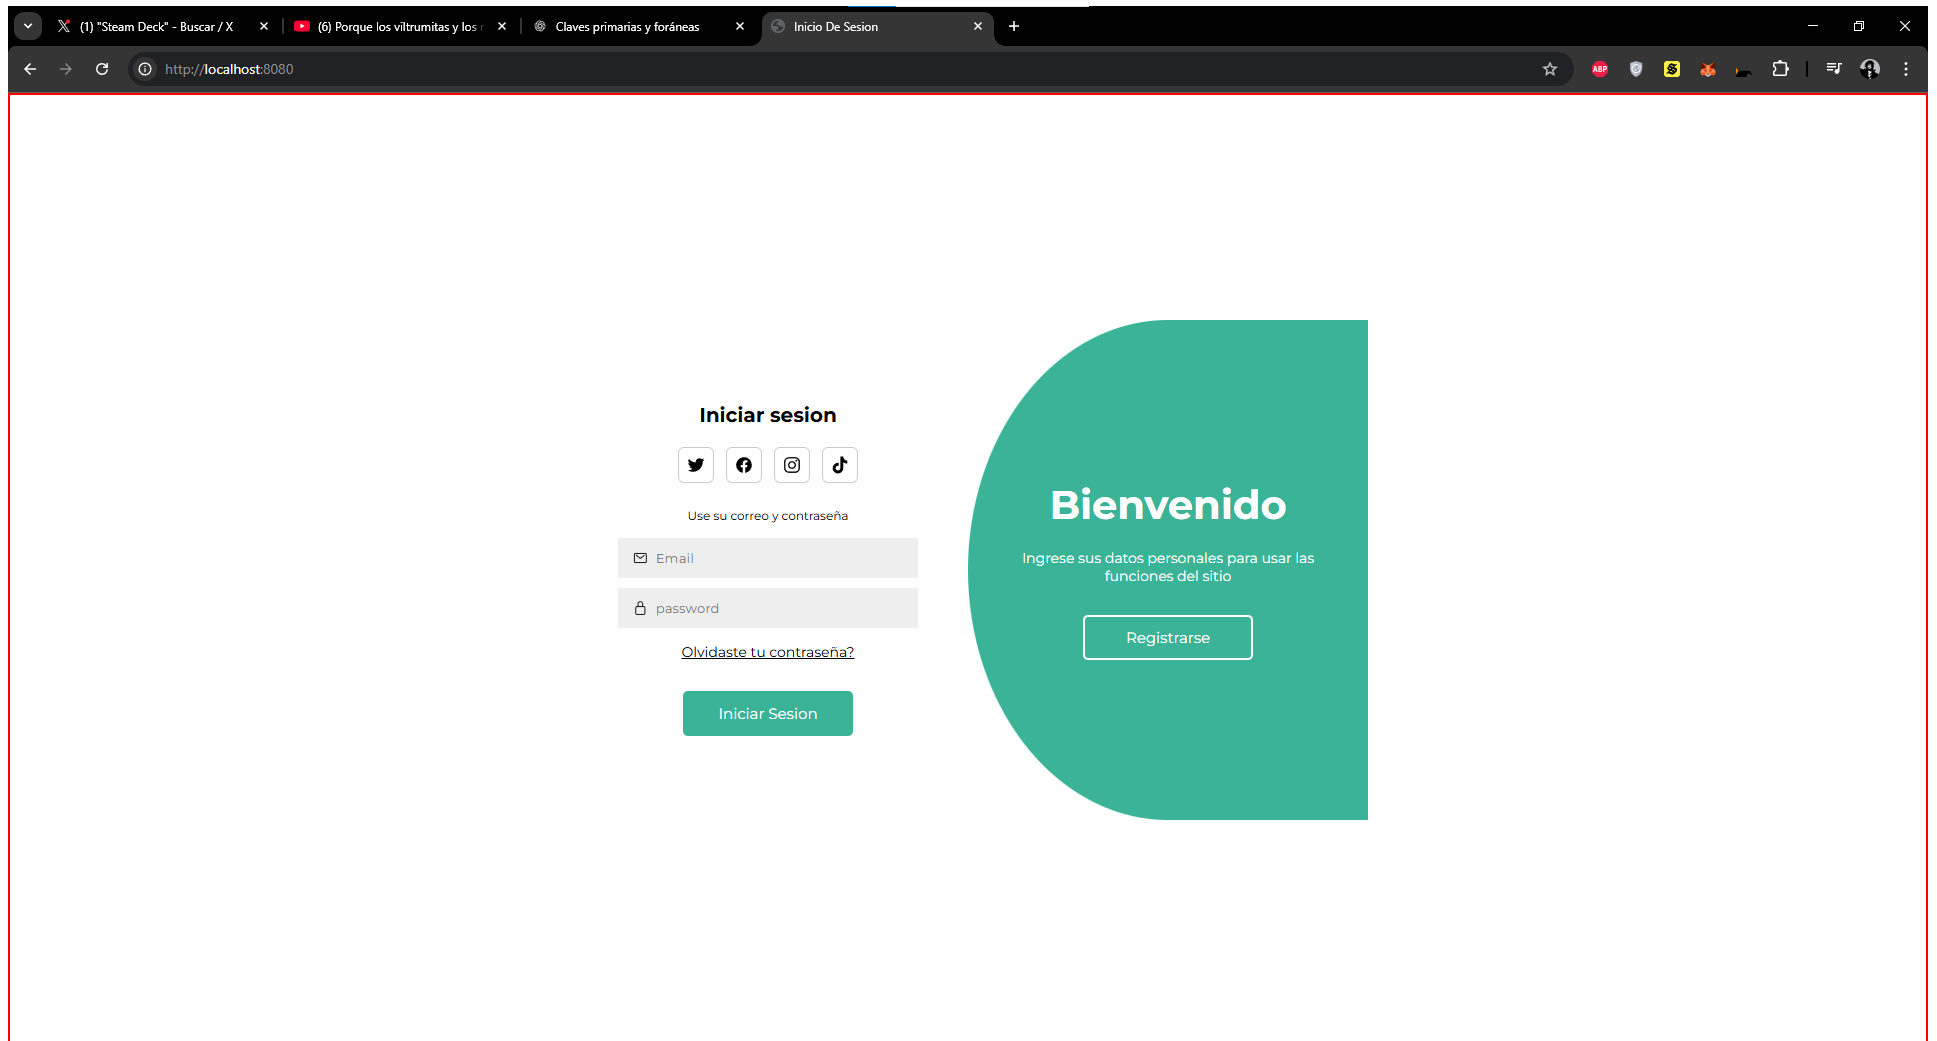 (1) "Steam Deck" - Buscar / X
(6) Porque los viltrumitas y los
Claves primarias y foráneas
Inicio De Sesion
http://localhost:8080
ABP
Iniciar sesion
Use su correo y contraseña
Email
password
Olvidaste tu contraseña?
Iniciar Sesion
Bienvenido
Ingrese sus datos personales para usar las
funciones del sitio
Registrarse